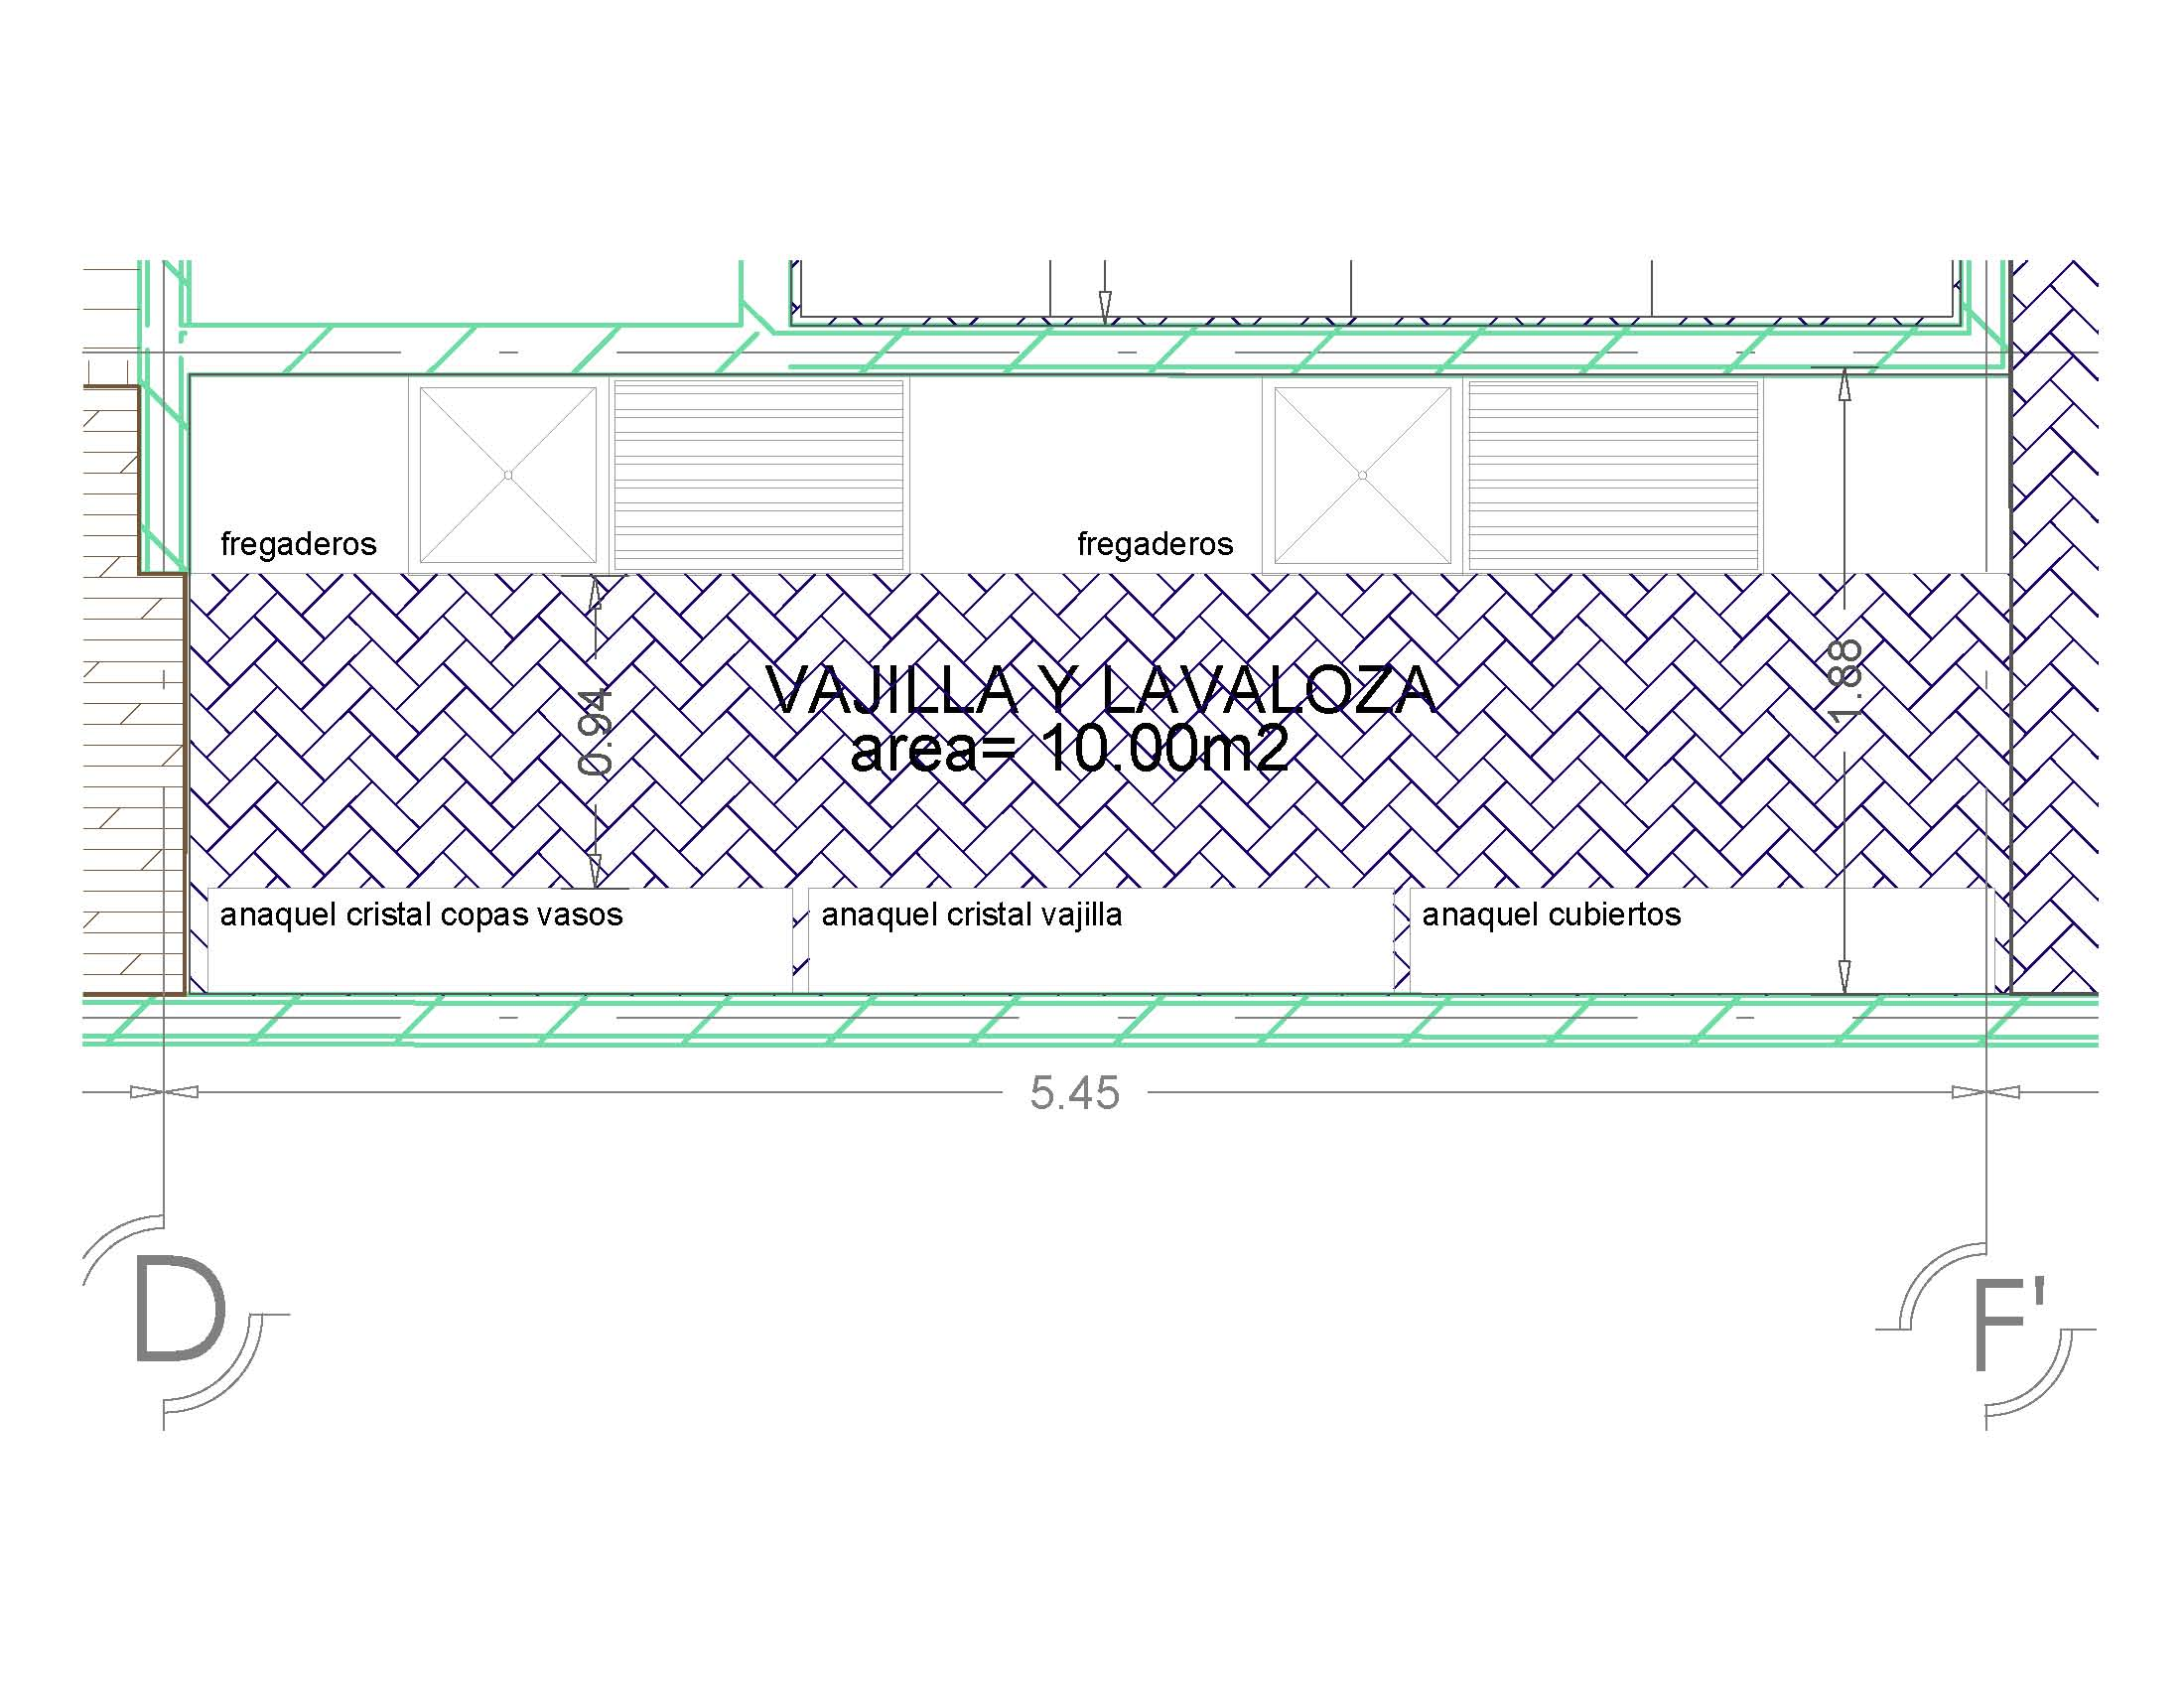 fregaderos
fregaderos
VAJILLA Y LAVALOZA
area= 10.00m2
0.94
1.88
anaquel cristal copas vasos
anaquel cristal vajilla
anaquel cubiertos
5.45
D
F'